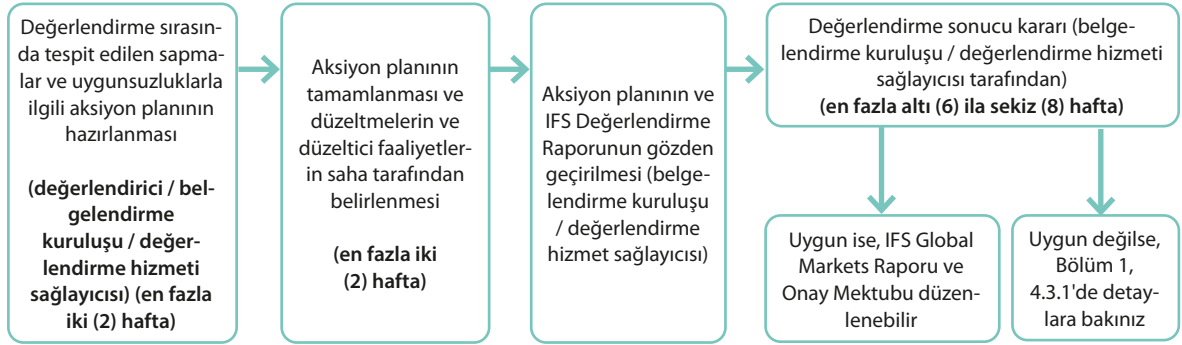 Değerlendirme sırasın-
da tespit edilen sapma-
lar ve uygunsuzluklarla
ilgili aksiyon planının
hazırlanması
(değerlendirici / bel-
gelendirme
kuruluşu / değer-
lendirme hizmeti
sağlayıcısı) (en fazla
iki (2) hafta)
Aksiyon planının
tamamlanması ve
düzeltmelerin ve
düzeltici faaliyetler-
in saha tarafından
belirlenmesi
(en fazla iki
(2) hafta)
Aksiyon planının ve
IFS Değerlendirme
Raporunun gözden
geçirilmesi (belge-
lendirme kuruluşu
/ değerlendirme
hizmet sağlayıcısı)
Değerlendirme sonucu kararı (belge-
lendirme kuruluşu / değerlendirme hizmeti
sağlayıcısı tarafından)
(en fazla altı (6) ila sekiz (8) hafta)
Uygun ise, IFS Global
Markets Raporu ve
Onay Mektubu düzen-
lenebilir
Uygun değilse,
Bölüm 1,
4.3.1'de detay-
lara bakınız